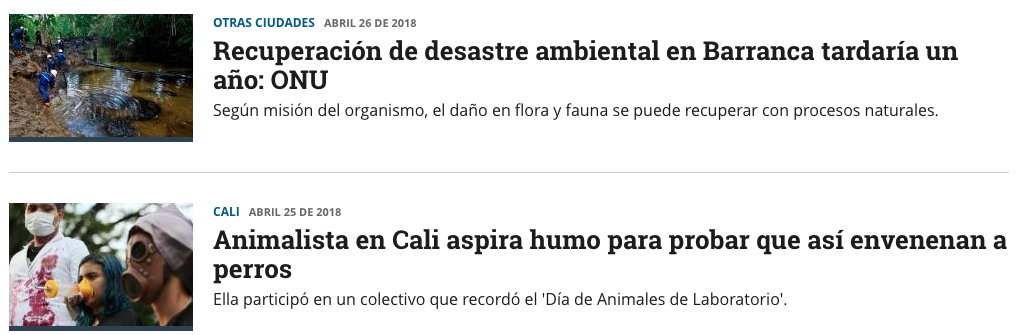 OTRAS CIUDADES ABRIL 26 DE 2018
Recuperación de desastre ambiental en Barranca tardaría un
año: ONU
Según misión del organismo, el daño en flora y fauna se puede recuperar con procesos naturales.
CALI ABRIL 25 DE 2018
Animalista en Cali aspira humo para probar que así envenenan a
perros
Ella participó en un colectivo que recordó el 'Día de Animales de Laboratorio'.